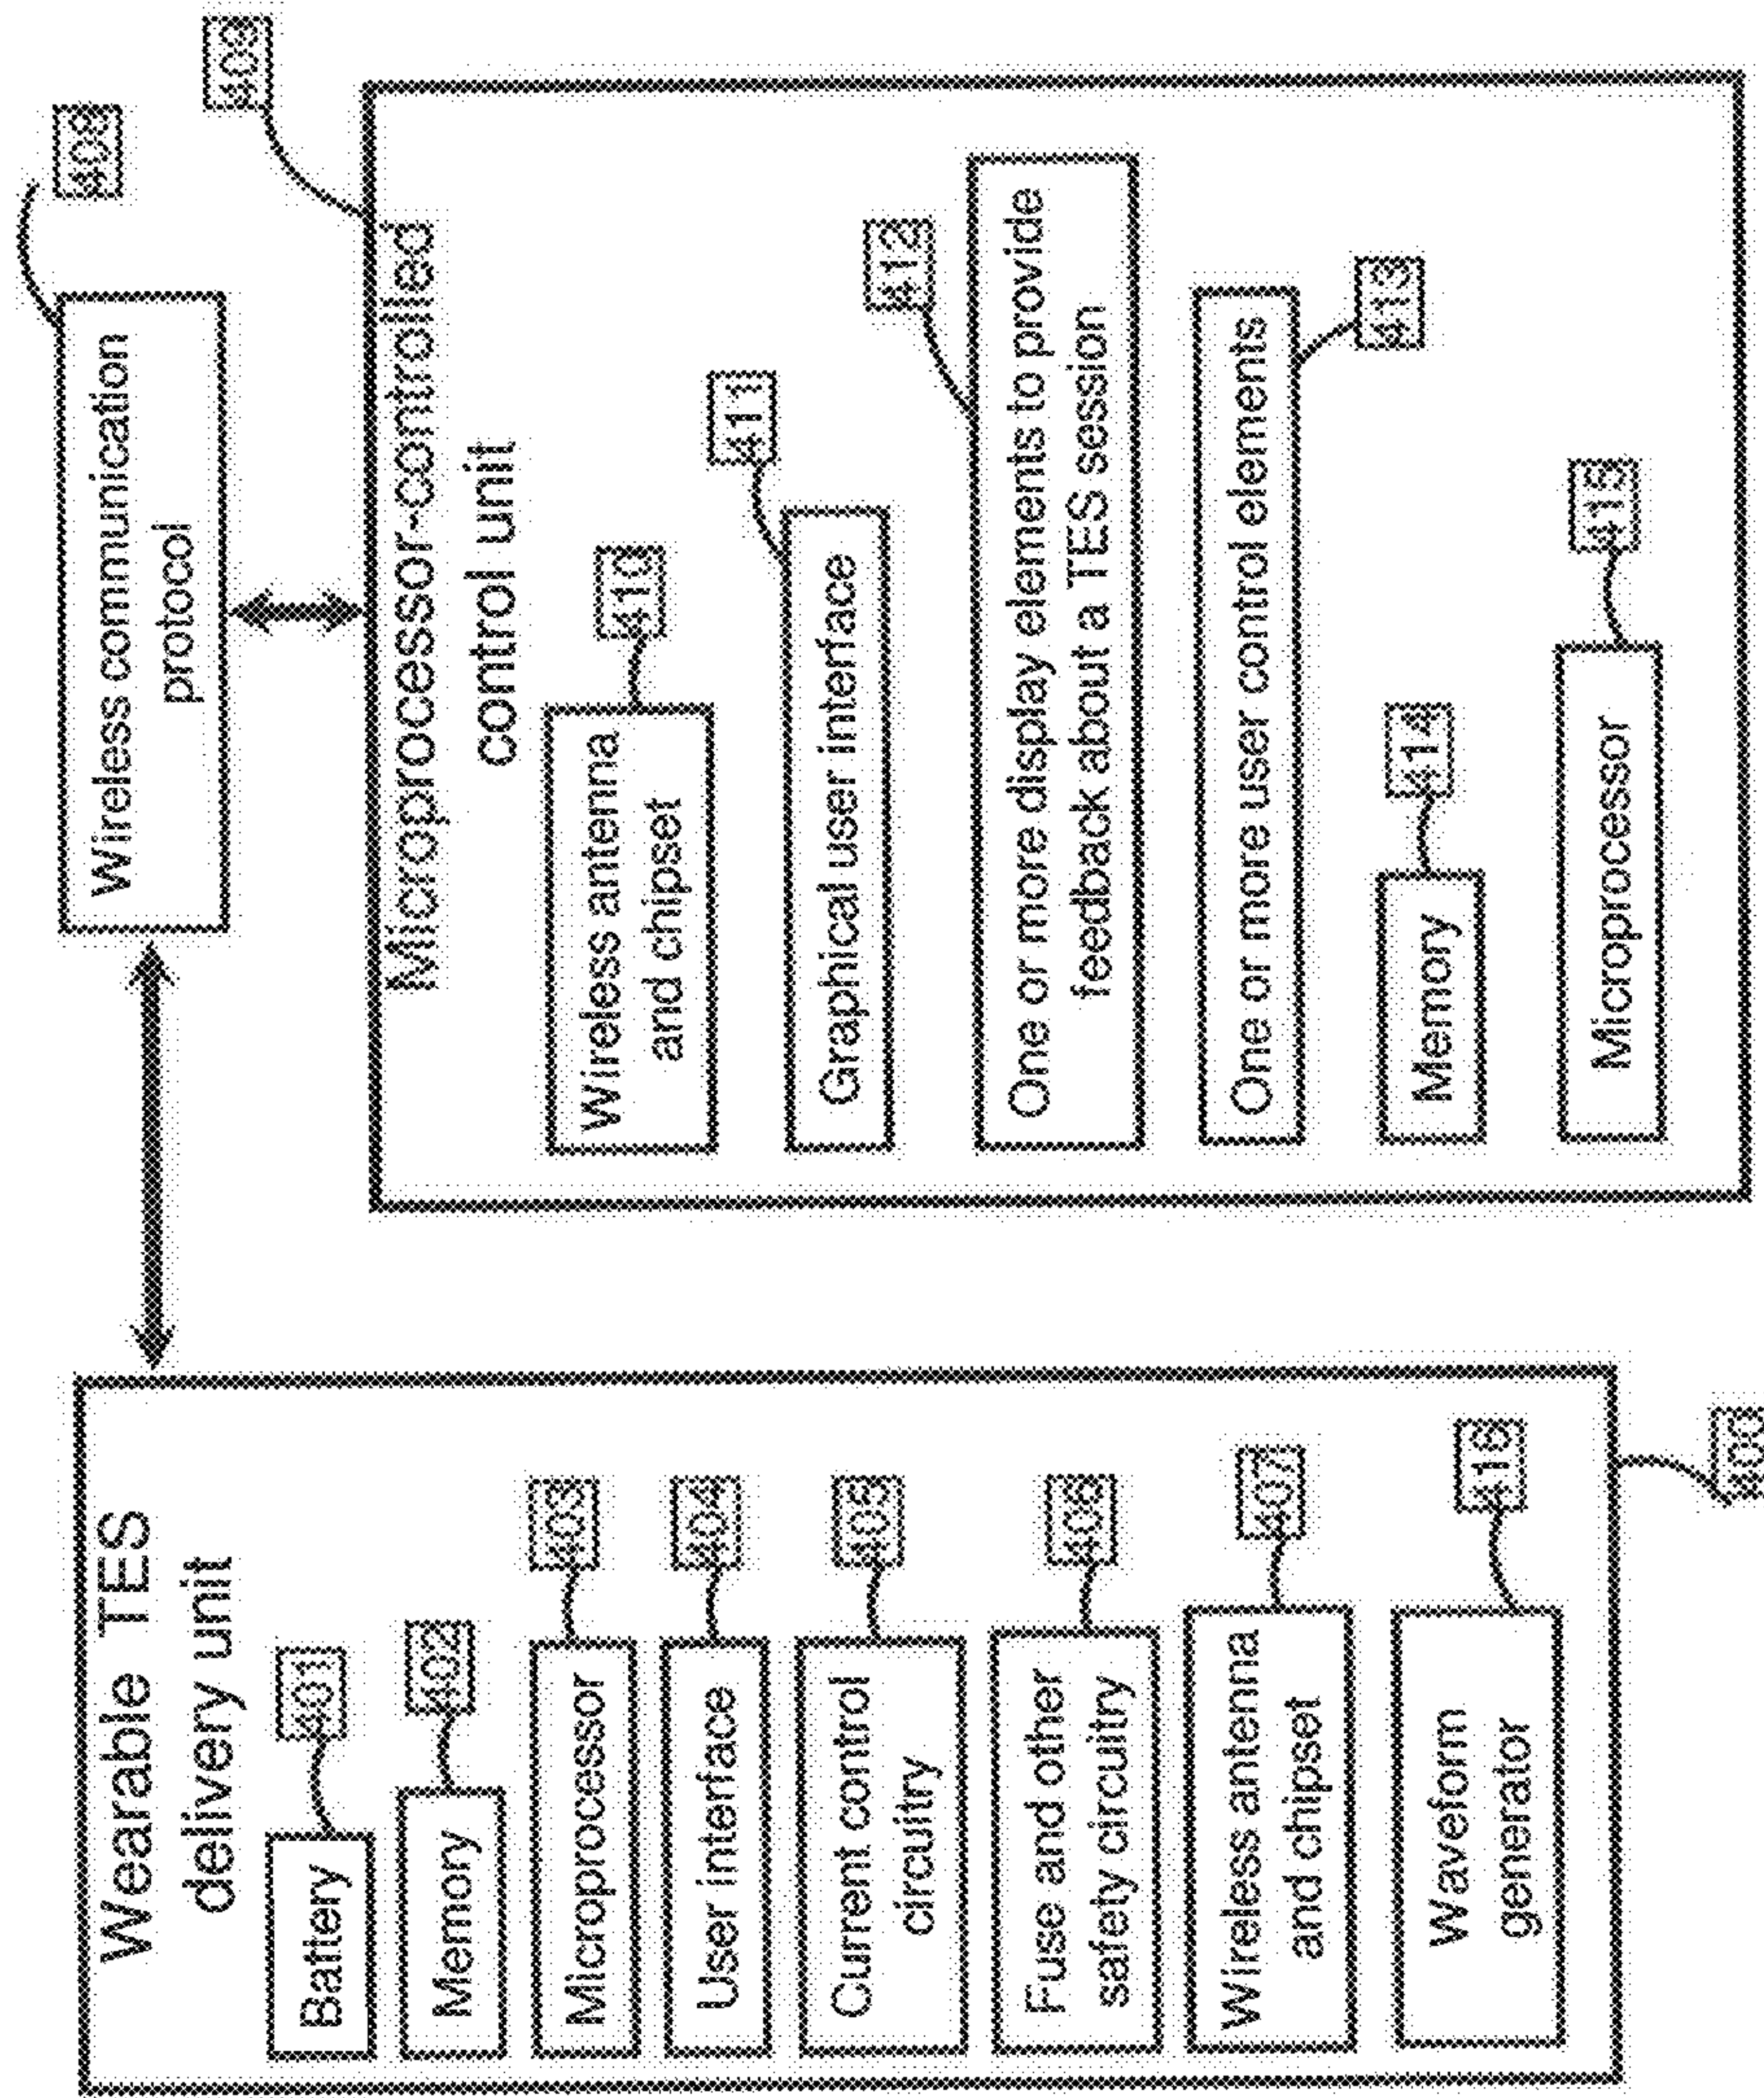 Wearable TES
delivery unit
Battery
401
Memory
402
Microprocessor
403
User interface
404
Current control
circuitry
405
Fuse and other
safety circuitry
406
Wireless antenna
and chipset
407
Waveform
generator
416
400
Wireless communication
protocol
408
409
Microprocessor-controlled
control unit
Wireless antenna
and chipset
410
Graphical user interface
411
One or more display elements to provide
feedback about a TES session
412
One or more user control elements
413
Memory
414
Microprocessor
415